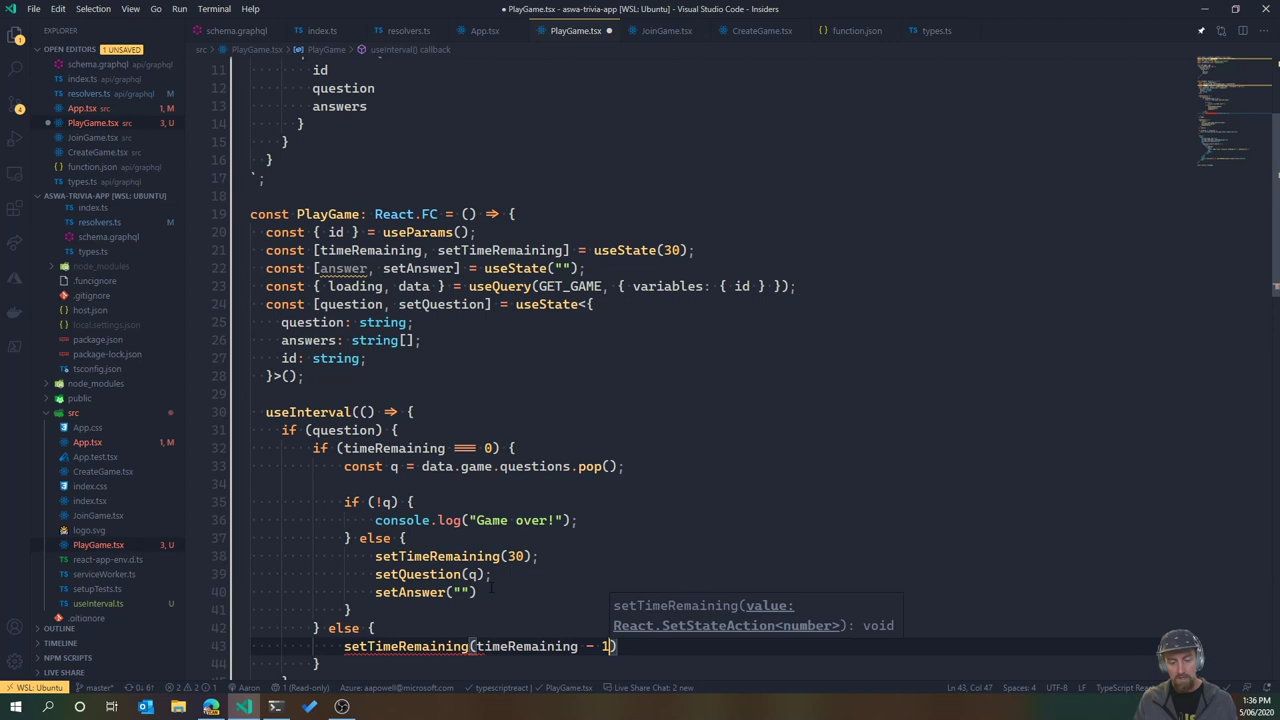 File Edit Selection View Go Run Terminal Help
● PlayGame.tsx - aswa-trivia-app [WSL: Ubuntu] - Visual Studio Code - Insiders
EXPLORER
OPEN EDITORS 1 UNSAVED
schema.graphql api/graphql
index.ts api/graphql
resolvers.ts api/graphql M
App.tsx src 1, M
PlayGame.tsx src 3, U
JoinGame.tsx src
CreateGame.tsx src
function.json api/graphql
types.ts api/graphql
ASWA-TRIVIA-APP [WSL: UBUNTU]
index.ts
resolvers.ts M
schema.graphql
types.ts
node_modules
.funcignore
.gitignore
host.json
local.settings.json
package.json
package-lock.json
tsconfig.json
node_modules
public
src
App.css
App.tsx 1, M
App.test.tsx
CreateGame.tsx
index.css
index.tsx
JoinGame.tsx
logo.svg
PlayGame.tsx 3, U
react-app-env.d.ts
serviceWorker.ts
setupTests.ts
useInterval.ts U
.gitignore
OUTLINE
TIMELINE
NPM SCRIPTS
LIVE SHARE
schema.graphql index.ts resolvers.ts App.tsx PlayGame.tsx ● JoinGame.tsx CreateGame.tsx function.json types.ts
src > PlayGame.tsx > PlayGame > useInterval() callback
11 id
12 question
13 answers
14 }
15 }
16 }
17 `;
18
19 const PlayGame: React.FC = () => {
20 const { id } = useParams();
21 const [timeRemaining, setTimeRemaining] = useState(30);
22 const [answer, setAnswer] = useState("");
23 const { loading, data } = useQuery(GET_GAME, { variables: { id } });
24 const [question, setQuestion] = useState<{
25 question: string;
26 answers: string[];
27 id: string;
28 }>();
29
30 useInterval(() => {
31 if (question) {
32 if (timeRemaining === 0) {
33 const q = data.game.questions.pop();
34
35 if (!q) {
36 console.log("Game over!");
37 } else {
38 setTimeRemaining(30);
39 setQuestion(q);
40 setAnswer("")
41 }
42 } else {
43 setTimeRemaining(timeRemaining - 1)
44 }
setTimeRemaining(value:
React.SetStateAction<number>): void
WSL: Ubuntu master* 0↓ 6↑ 2 2 1 Aaron 1 (Read-only) Azure: aapowell@microsoft.com typescriptreact | PlayGame.tsx Live Share Chat: 2 new Ln 43, Col 47 Spaces: 4 UTF-8 LF TypeScript
1:36 PM
5/06/2020